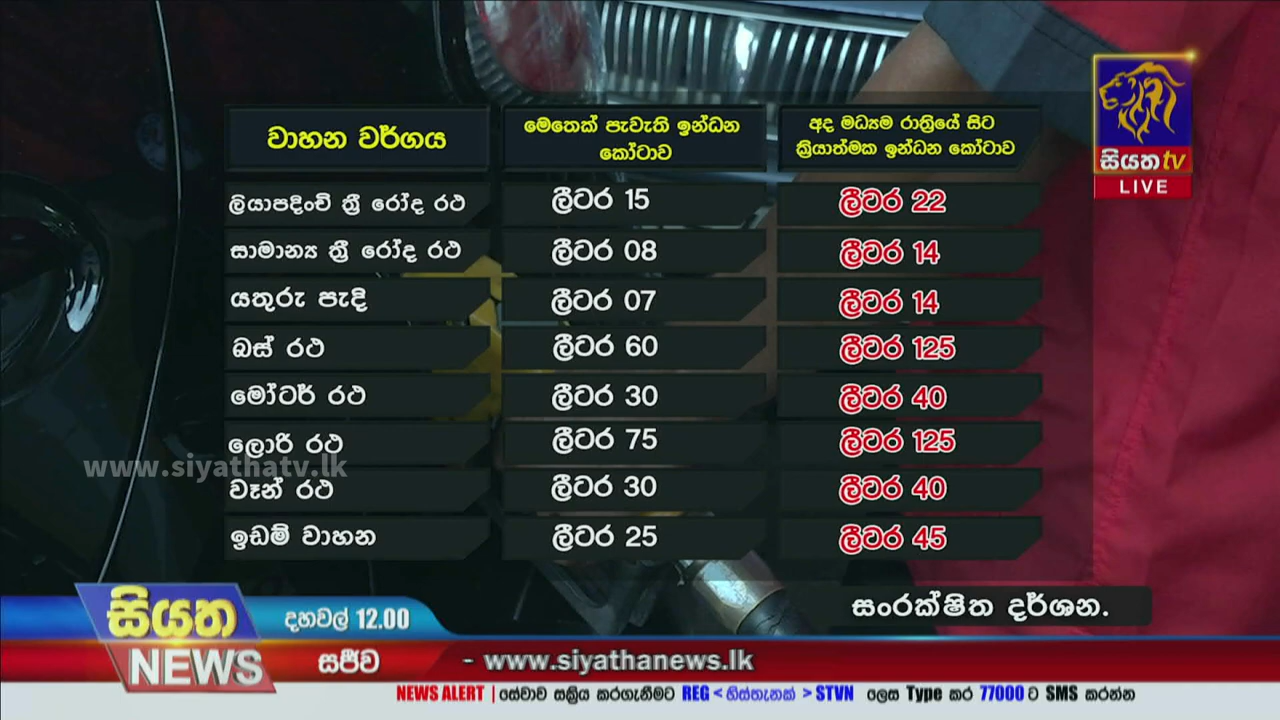 සියත tv
LIVE
වාහන වර්ගය
මෙතෙක් පැවැති ඉන්ධන
කෝටාව
අද මධ්‍යම රාත්‍රියේ සිට
ක්‍රියාත්මක ඉන්ධන කෝටාව
ලියාපදිංචි ත්‍රී රෝද රථ ලීටර 15 ලීටර 22
සාමාන්‍ය ත්‍රී රෝද රථ ලීටර 08 ලීටර 14
යතුරු පැදි ලීටර 07 ලීටර 14
බස් රථ ලීටර 60 ලීටර 125
මෝටර් රථ ලීටර 30 ලීටර 40
ලොරි රථ ලීටර 75 ලීටර 125
www.siyathatv.lk
වෑන් රථ ලීටර 30 ලීටර 40
ඉඩම් වාහන ලීටර 25 ලීටර 45
සංරක්ෂිත දර්ශන.
සියත දහවල් 12.00
NEWS සජීව - www.siyathanews.lk
NEWS ALERT | සේවාව සක්‍රිය කරගැනීමට REG < හිස්තැනක් > STVN ලෙස Type කර 77000 ට SMS කරන්න